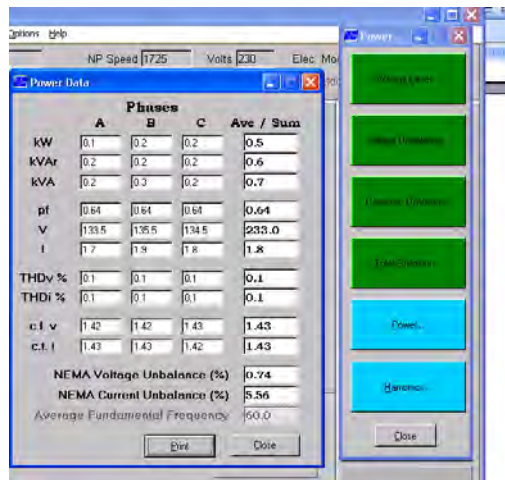 Options Help
NP Speed 1725 Volts 230 Elec Mo
Power Data
Phases
A B C Ave / Sum
kW 0.1 0.2 0.2 0.5
kVAr 0.2 0.2 0.2 0.6
kVA 0.2 0.3 0.2 0.7
pf 0.64 0.64 0.64 0.64
V 133.5 135.5 134.5 233.0
I 1.7 1.9 1.8 1.8
THDv % 0.1 0.1 0.1 0.1
THDi % 0.1 0.1 0.1 0.1
c.f. v 1.42 1.42 1.43 1.43
c.f. i 1.43 1.43 1.42 1.43
NEMA Voltage Unbalance (%) 0.74
NEMA Current Unbalance (%) 5.56
Average Fundamental Frequency 60.0
Print Close
Power
Power...
Harmonics...
Close